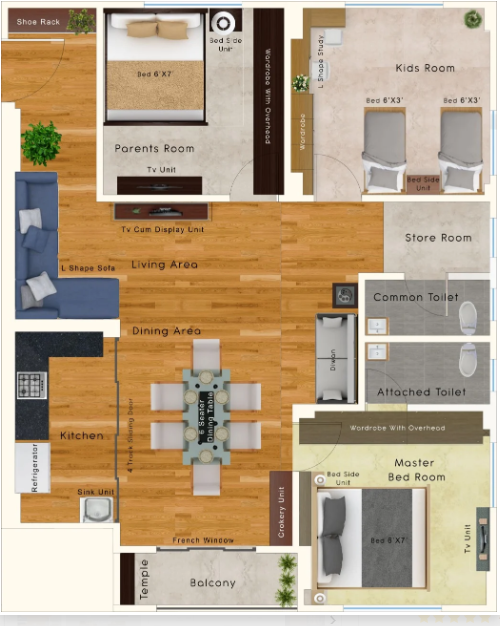 Shoe Rack
Bed Side
Unit
Bed 6'X7'
Wardrobe With Overhead
Parents Room
Tv Unit
L Shape Study
Kids Room
Wardrobe
Bed 6'X3'
Bed 6'X3'
Bed Side
Unit
Tv Cum Display Unit
Living Area
L Shape Sofa
Store Room
Common Toilet
Dining Area
Diwan
Attached Toilet
6 Seater
Dining Table
4 Track Sliding Door
Kitchen
Refrigerator
Sink Unit
Wardrobe With Overhead
Master
Bed Room
Bed Side
Unit
Crokery Unit
Bed 6 X7'
Tv Unit
French Window
Temple
Balcony